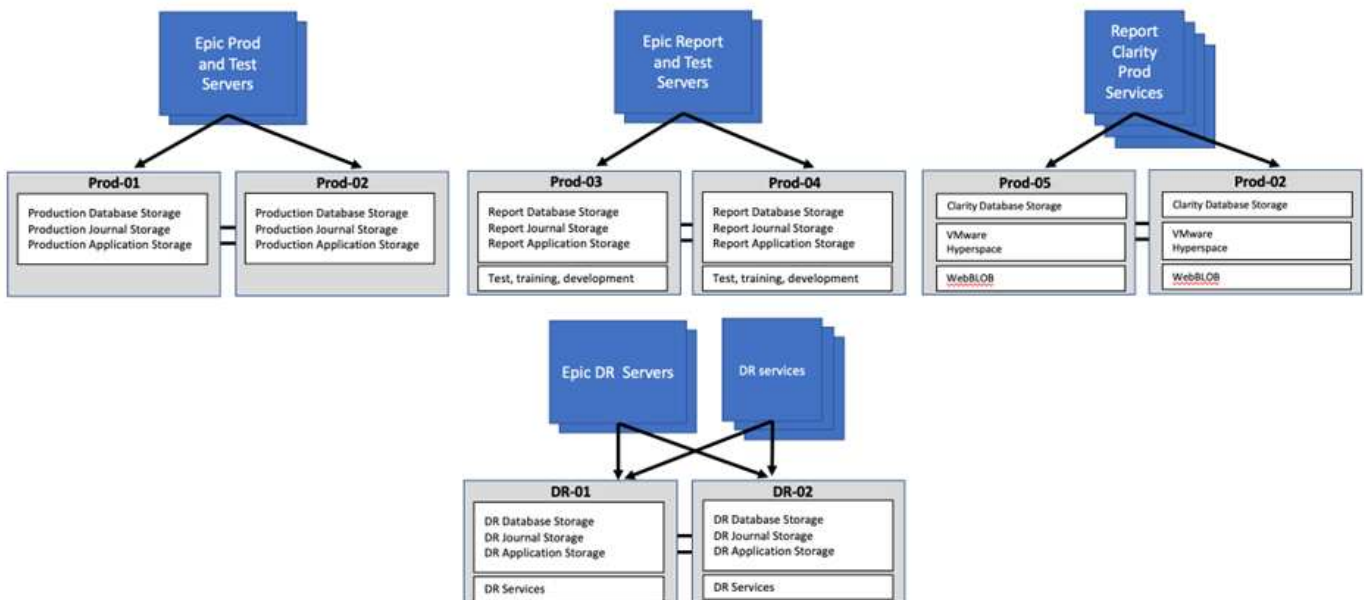 Epic Prod
and Test
Servers
Epic Report
and Test
Servers
Report
Clarity
Prod
Services
Prod-01
Production Database Storage
Production Journal Storage
Production Application Storage
Prod-02
Production Database Storage
Production Journal Storage
Production Application Storage
Prod-03
Report Database Storage
Report Journal Storage
Report Application Storage
Test, training, development
Prod-04
Report Database Storage
Report Journal Storage
Report Application Storage
Test, training, development
Prod-05
Clarity Database Storage
VMware
Hyperspace
WebBLOB
Prod-02
Clarity Database Storage
VMware
Hyperspace
WebBLOB
Epic DR Servers
DR services
DR-01
DR Database Storage
DR Journal Storage
DR Application Storage
DR Services
DR-02
DR Database Storage
DR Journal Storage
DR Application Storage
DR Services